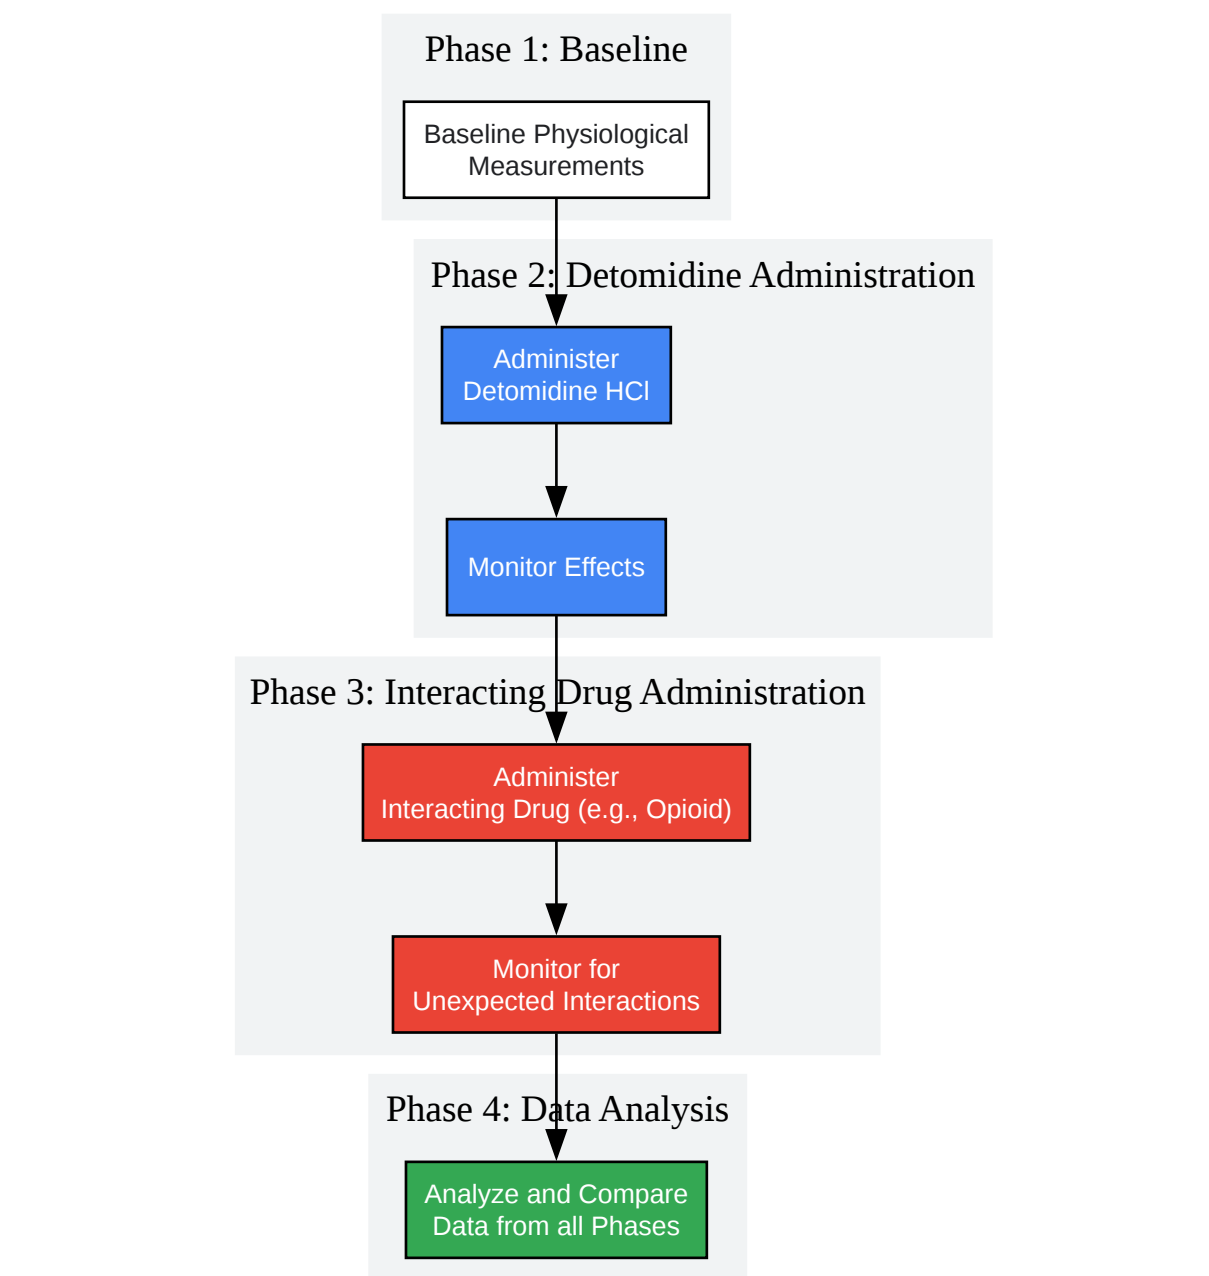 Phase 1: Baseline
Baseline Physiological
Measurements
Phase 2: Detomidine Administration
Administer
Detomidine HCl
Monitor Effects
Phase 3: Interacting Drug Administration
Administer
Interacting Drug (e.g., Opioid)
Monitor for
Unexpected Interactions
Phase 4: Data Analysis
Analyze and Compare
Data from all Phases